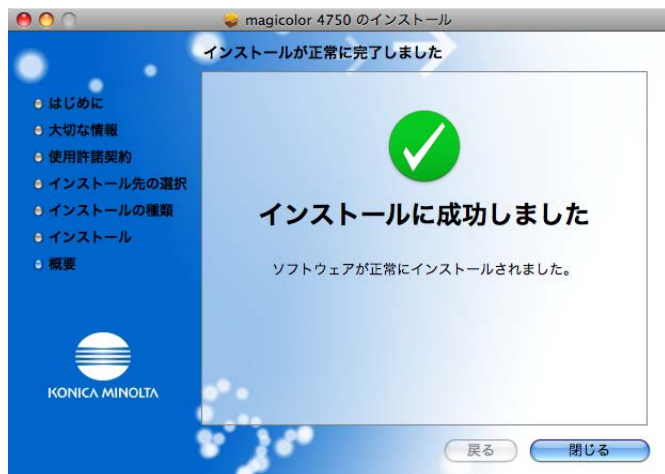 magicolor 4750 のインストール
インストールが正常に完了しました
はじめに
大切な情報
使用許諾契約
インストール先の選択
インストールの種類
インストール
概要
インストールに成功しました
ソフトウェアが正常にインストールされました。
KONICA MINOLTA
戻る
閉じる